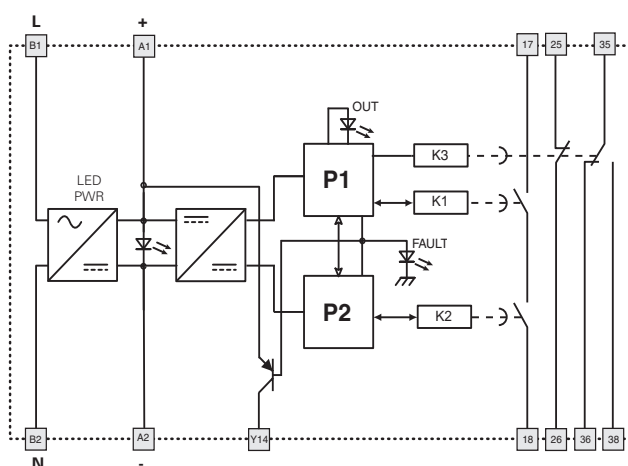 L +
B1 A1 17 25 35
OUT
P1
K3
LED
PWR
K1
FAULT
P2
K2
B2 A2 Y14 18 26 36 38
N -